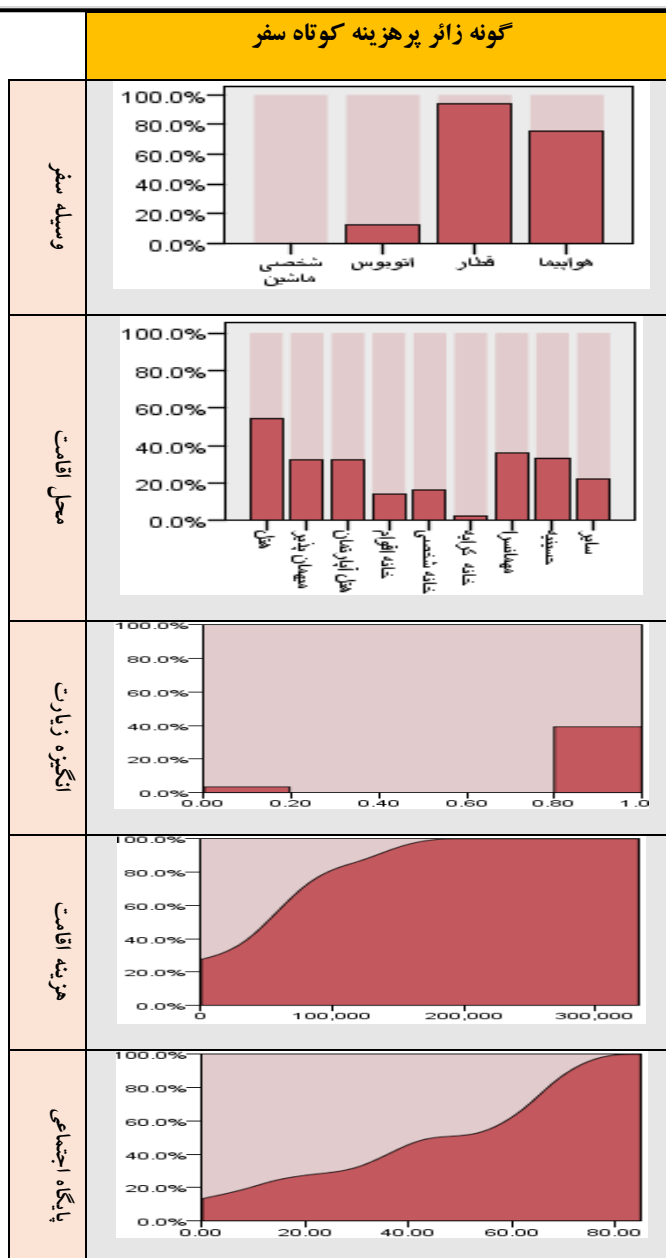 گونه زائر پرهزینه کوتاه سفر
وسیله سفر
100.0%
80.0%
60.0%
40.0%
20.0%
0.0%
شخصی ماشین
اتوبوس
قطار
هواپیما
محل اقامت
100.0%
80.0%
60.0%
40.0%
20.0%
0.0%
هتل
میهمان پذیر
هتل آپارتمان
خانه اقوام
خانه شخصی
خانه کرایه
مهمانسرا
حسینیه
سایر
انگیزه زیارت
100.0%
80.0%
60.0%
40.0%
20.0%
0.0%
0.00 0.20 0.40 0.60 0.80 1.0
هزینه اقامت
100.0%
80.0%
60.0%
40.0%
20.0%
0.0%
0 100,000 200,000 300,000
پایگاه اجتماعی
100.0%
80.0%
60.0%
40.0%
20.0%
0.0%
0.00 20.00 40.00 60.00 80.00